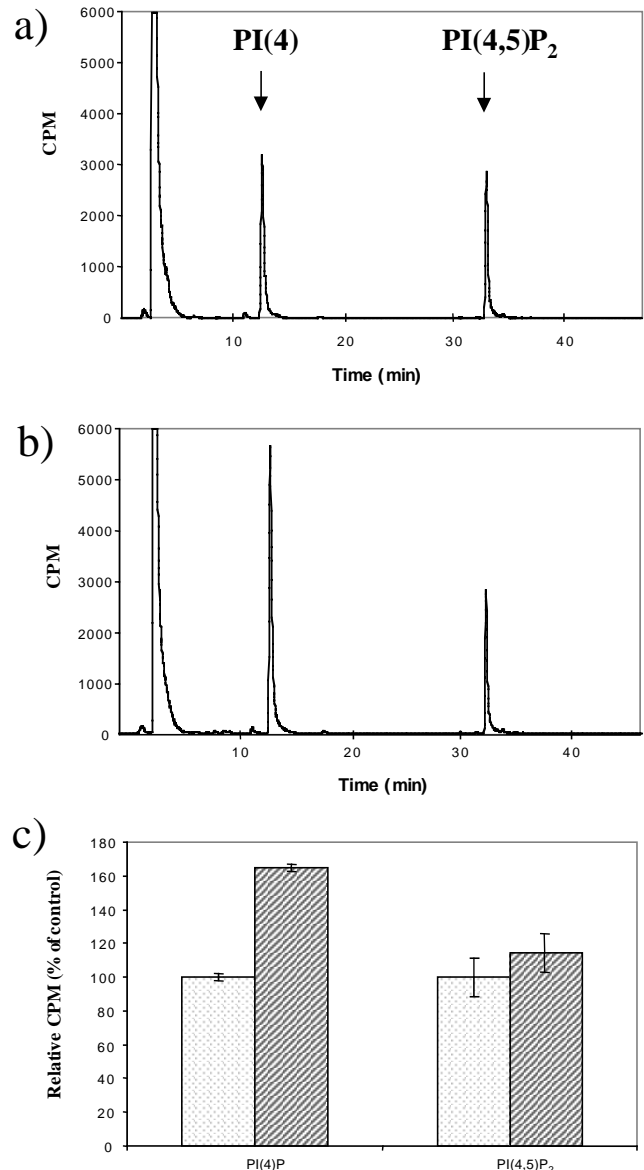 a)
PI(4) PI(4,5)P₂
6000
5000
4000
3000
2000
1000
0
CPM
10 20 30 40
Time (min)
b)
6000
5000
4000
3000
2000
1000
0
CPM
10 20 30 40
Time (min)
c)
180
160
140
120
100
80
60
40
20
0
Relative CPM (% of control)
PI(4)P PI(4,5)P₂